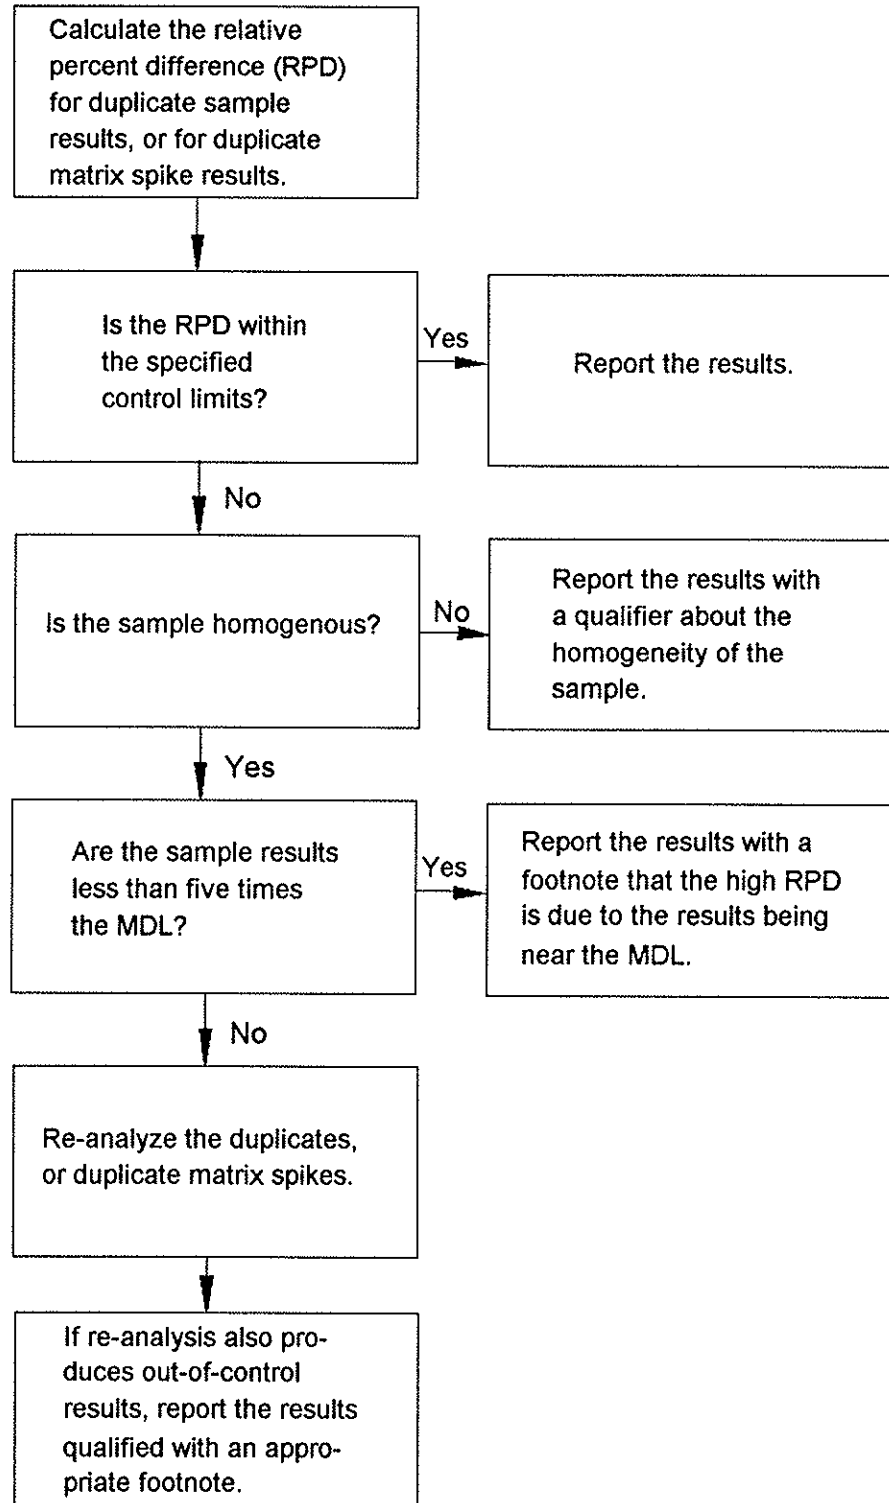 Calculate the relative
percent difference (RPD)
for duplicate sample
results, or for duplicate
matrix spike results.
Is the RPD within
the specified
control limits?
Yes
Report the results.
No
Is the sample homogenous?
No
Report the results with
a qualifier about the
homogeneity of the
sample.
Yes
Are the sample results
less than five times
the MDL?
Yes
Report the results with a
footnote that the high RPD
is due to the results being
near the MDL.
No
Re-analyze the duplicates,
or duplicate matrix spikes.
If re-analysis also pro-
duces out-of-control
results, report the results
qualified with an appro-
priate footnote.